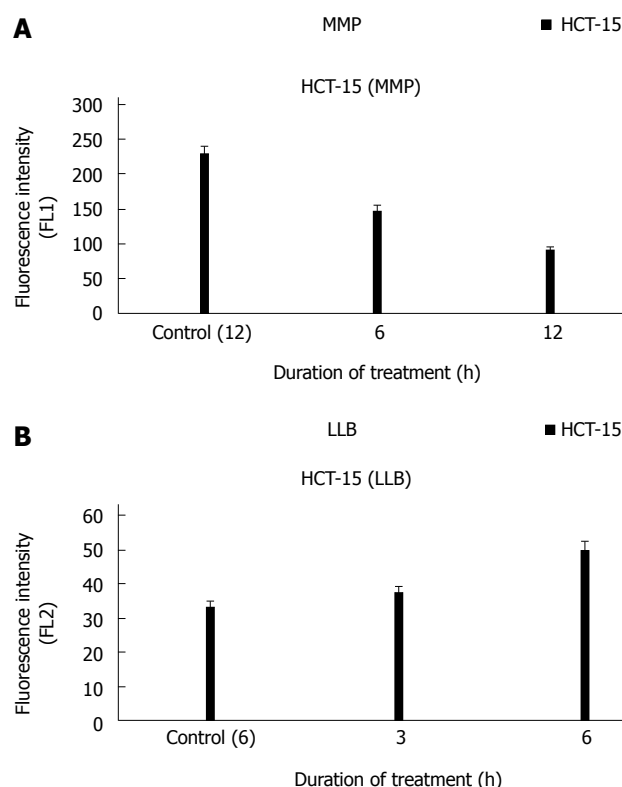 A
MMP
HCT-15
HCT-15 (MMP)
300
250
200
150
100
50
0
Fluorescence intensity
(FL1)
Control (12)
6
12
Duration of treatment (h)
B
LLB
HCT-15
HCT-15 (LLB)
60
50
40
30
20
10
0
Fluorescence intensity
(FL2)
Control (6)
3
6
Duration of treatment (h)